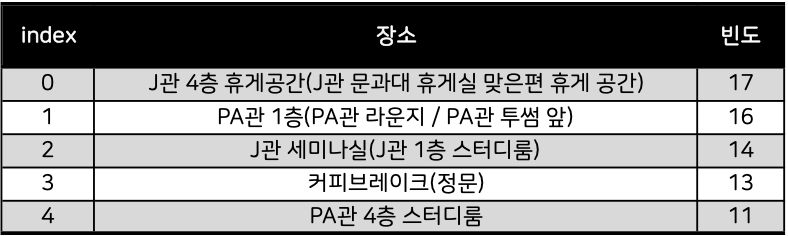 index 장소 빈도
0 J관 4층 휴게공간(J관 문과대 휴게실 맞은편 휴게 공간) 17
1 PA관 1층(PA관 라운지 / PA관 투썸 앞) 16
2 J관 세미나실(J관 1층 스터디룸) 14
3 커피브레이크(정문) 13
4 PA관 4층 스터디룸 11